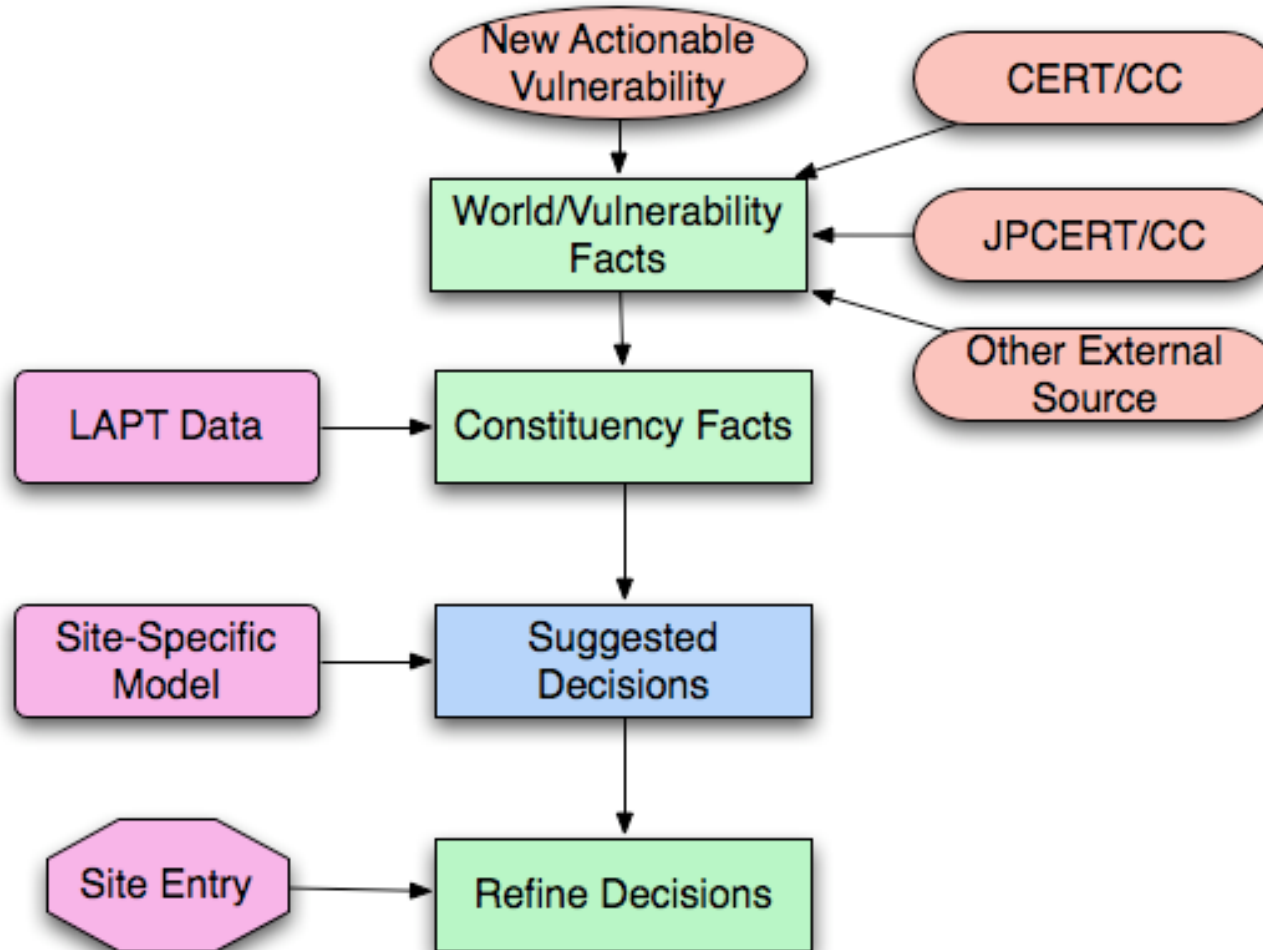 New Actionable
Vulnerability
CERT/CC
World/Vulnerability
Facts
JPCERT/CC
Other External
Source
LAPT Data
Constituency Facts
Site-Specific
Model
Suggested
Decisions
Site Entry
Refine Decisions